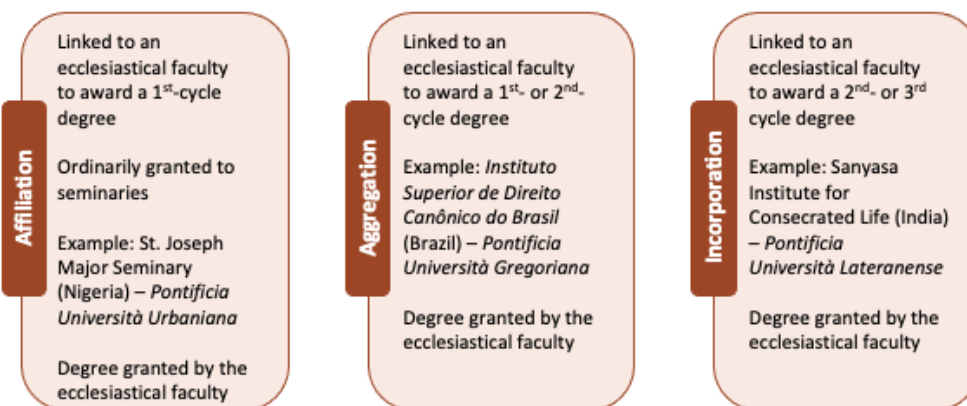 Affiliation
Linked to an
ecclesiastical faculty
to award a 1st-cycle
degree
Ordinarily granted to
seminaries
Example: St. Joseph
Major Seminary
(Nigeria) – Pontificia
Università Urbaniana
Degree granted by the
ecclesiastical faculty
Aggregation
Linked to an
ecclesiastical faculty
to award a 1st- or 2nd-
cycle degree
Example: Instituto
Superior de Direito
Canônico do Brasil
(Brazil) – Pontificia
Università Gregoriana
Degree granted by the
ecclesiastical faculty
Incorporation
Linked to an
ecclesiastical faculty
to award a 2nd- or 3rd
cycle degree
Example: Sanyasa
Institute for
Consecrated Life (India)
– Pontificia
Università Lateranense
Degree granted by the
ecclesiastical faculty